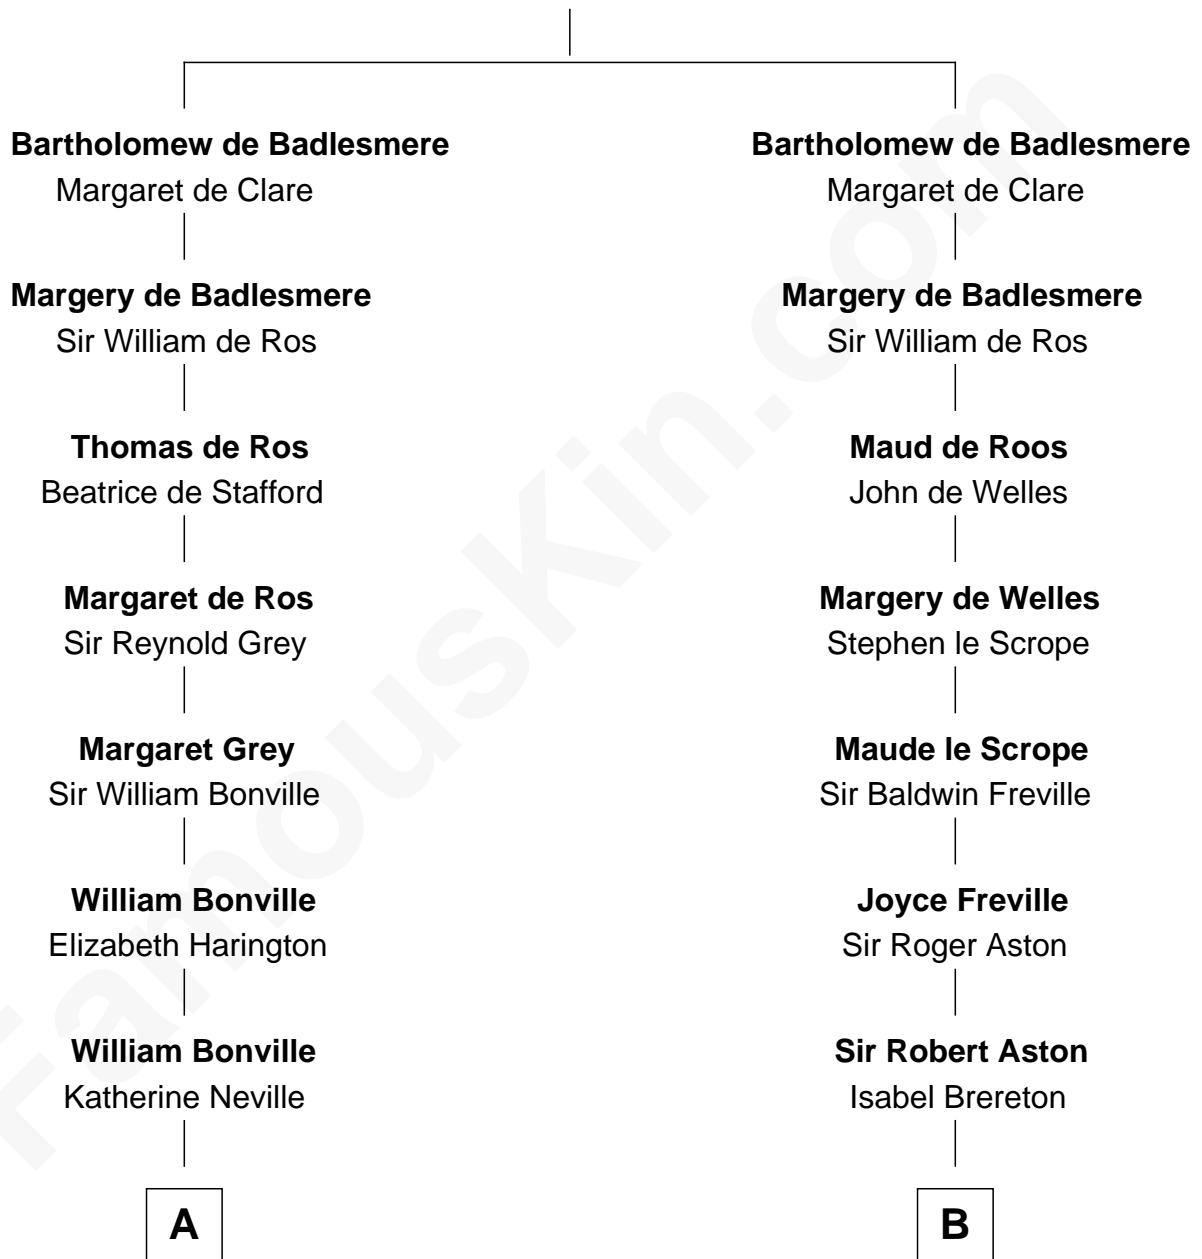 Bartholomew de Badlesmere
Margaret de Clare
Margery de Badlesmere
Sir William de Ros
Thomas de Ros
Beatrice de Stafford
Margaret de Ros
Sir Reynold Grey
Margaret Grey
Sir William Bonville
William Bonville
Elizabeth Harington
William Bonville
Katherine Neville
A
Bartholomew de Badlesmere
Margaret de Clare
Margery de Badlesmere
Sir William de Ros
Maud de Roos
John de Welles
Margery de Welles
Stephen le Scrope
Maude le Scrope
Sir Baldwin Freville
Joyce Freville
Sir Roger Aston
Sir Robert Aston
Isabel Brereton
B
FamousKin.com